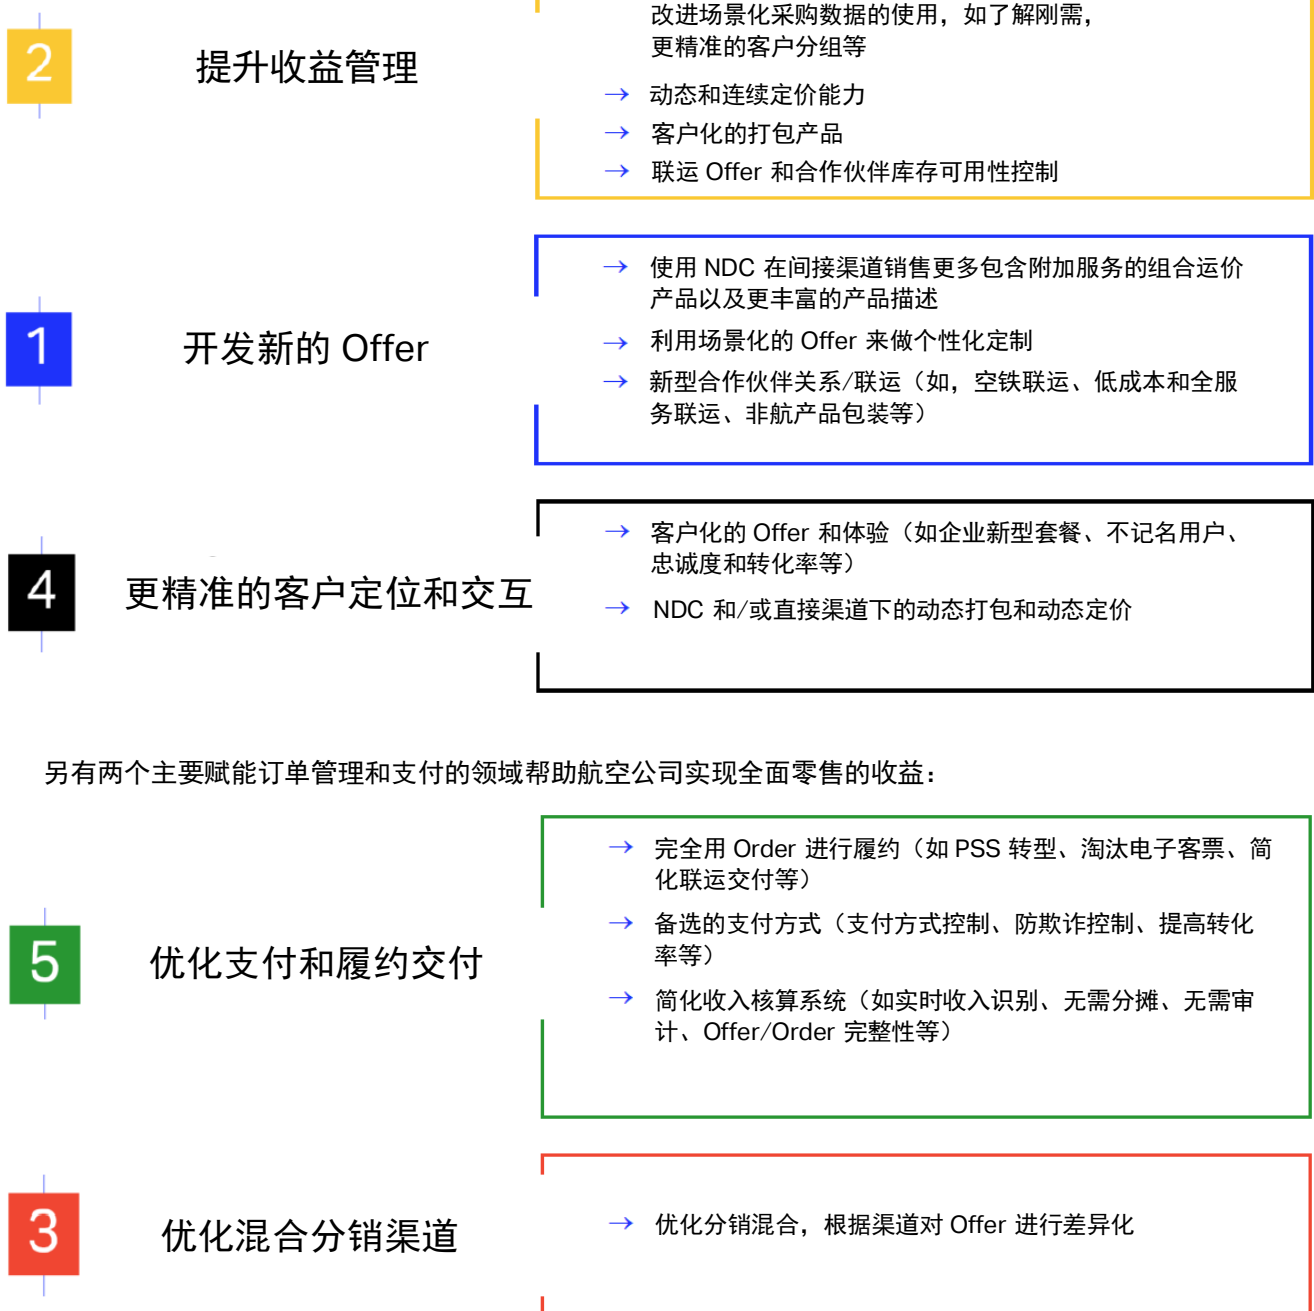 改进场景化采购数据的使用，如了解刚需，
更精准的客户分组等
2
提升收益管理
→ 动态和连续定价能力
→ 客户化的打包产品
→ 联运 Offer 和合作伙伴库存可用性控制
→ 使用 NDC 在间接渠道销售更多包含附加服务的组合运价
产品以及更丰富的产品描述
1
开发新的 Offer
→ 利用场景化的 Offer 来做个性化定制
→ 新型合作伙伴关系/联运（如，空铁联运、低成本和全服
务联运、非航产品包装等）
→ 客户化的 Offer 和体验（如企业新型套餐、不记名用户、
忠诚度和转化率等）
4
更精准的客户定位和交互
→ NDC 和/或直接渠道下的动态打包和动态定价
另有两个主要赋能订单管理和支付的领域帮助航空公司实现全面零售的收益：
→ 完全用 Order 进行履约（如 PSS 转型、淘汰电子客票、简
化联运交付等）
→ 备选的支付方式（支付方式控制、防欺诈控制、提高转化
率等）
5
优化支付和履约交付
→ 简化收入核算系统（如实时收入识别、无需分摊、无需审
计、Offer/Order 完整性等）
3
优化混合分销渠道
→ 优化分销混合，根据渠道对 Offer 进行差异化